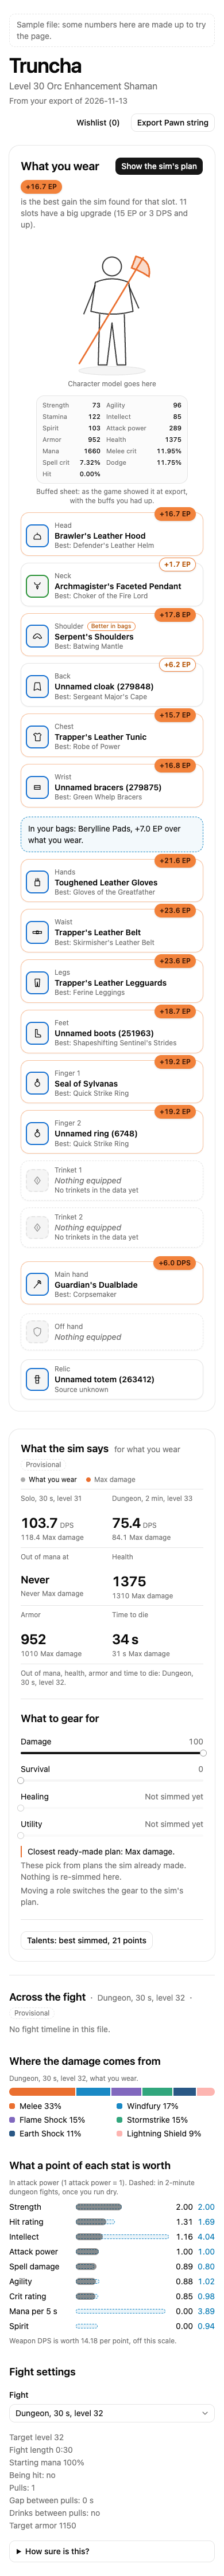 Sample file: some numbers here are made up to try
the page.
Truncha
Level 30 Orc Enhancement Shaman
From your export of 2026-11-13
Wishlist (0)
Export Pawn string
What you wear
Show the sim's plan
+16.7 EP
is the best gain the sim found for that slot. 11
slots have a big upgrade (15 EP or 3 DPS and
up).
Character model goes here
Strength 73 Agility 96
Stamina 122 Intellect 85
Spirit 103 Attack power 289
Armor 952 Health 1375
Mana 1660 Melee crit 11.95%
Spell crit 7.32% Dodge 11.75%
Hit 0.00%
Buffed sheet: as the game showed it at export,
with the buffs you had up.
+16.7 EP
Head
Brawler's Leather Hood
Best: Defender's Leather Helm
+1.7 EP
Neck
Archmagister's Faceted Pendant
Best: Choker of the Fire Lord
+17.8 EP
Shoulder Better in bags
Serpent's Shoulders
Best: Batwing Mantle
+6.2 EP
Back
Unnamed cloak (279848)
Best: Sergeant Major's Cape
+15.7 EP
Chest
Trapper's Leather Tunic
Best: Robe of Power
+16.8 EP
Wrist
Unnamed bracers (279875)
Best: Green Whelp Bracers
In your bags: Berylline Pads, +7.0 EP over
what you wear.
+21.6 EP
Hands
Toughened Leather Gloves
Best: Gloves of the Greatfather
+23.6 EP
Waist
Trapper's Leather Belt
Best: Skirmisher's Leather Belt
+23.6 EP
Legs
Trapper's Leather Legguards
Best: Ferine Leggings
+18.7 EP
Feet
Unnamed boots (251963)
Best: Shapeshifting Sentinel's Strides
+19.2 EP
Finger 1
Seal of Sylvanas
Best: Quick Strike Ring
+19.2 EP
Finger 2
Unnamed ring (6748)
Best: Quick Strike Ring
Trinket 1
Nothing equipped
No trinkets in the data yet
Trinket 2
Nothing equipped
No trinkets in the data yet
+6.0 DPS
Main hand
Guardian's Dualblade
Best: Corpsemaker
Off hand
Nothing equipped
Relic
Unnamed totem (263412)
Source unknown
What the sim says for what you wear
Provisional
What you wear Max damage
Solo, 30 s, level 31
103.7 DPS
118.4 Max damage
Dungeon, 2 min, level 33
75.4 DPS
84.1 Max damage
Out of mana at
Never
Never Max damage
Health
1375
1310 Max damage
Armor
952
1010 Max damage
Time to die
34 s
31 s Max damage
Out of mana, health, armor and time to die: Dungeon,
30 s, level 32.
What to gear for
Damage 100
Survival 0
Healing Not simmed yet
Utility Not simmed yet
Closest ready-made plan: Max damage.
These pick from plans the sim already made.
Nothing is re-simmed here.
Moving a role switches the gear to the sim's
plan.
Talents: best simmed, 21 points
Across the fight · Dungeon, 30 s, level 32 ·
Provisional
No fight timeline in this file.
Where the damage comes from
Dungeon, 30 s, level 32, what you wear.
Melee 33% Windfury 17%
Flame Shock 15% Stormstrike 15%
Earth Shock 11% Lightning Shield 9%
What a point of each stat is worth
In attack power (1 attack power = 1). Dashed: in 2-minute
dungeon fights, once you run dry.
Strength 2.00 2.00
Hit rating 1.31 1.69
Intellect 1.16 4.04
Attack power 1.00 1.00
Spell damage 0.89 0.80
Agility 0.88 1.02
Crit rating 0.85 0.98
Mana per 5 s 0.00 3.89
Spirit 0.00 0.94
Weapon DPS is worth 14.18 per point, off this scale.
Fight settings
Fight
Dungeon, 30 s, level 32
Target level 32
Fight length 0:30
Starting mana 100%
Being hit: no
Pulls: 1
Gap between pulls: 0 s
Drinks between pulls: no
Target armor 1150
How sure is this?